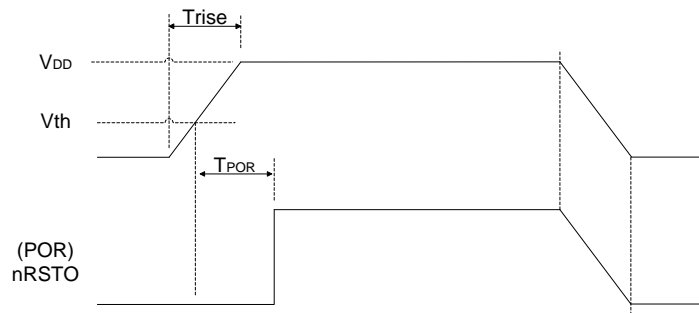 Trise
VDD
Vth
TPOR
(POR)
nRSTO